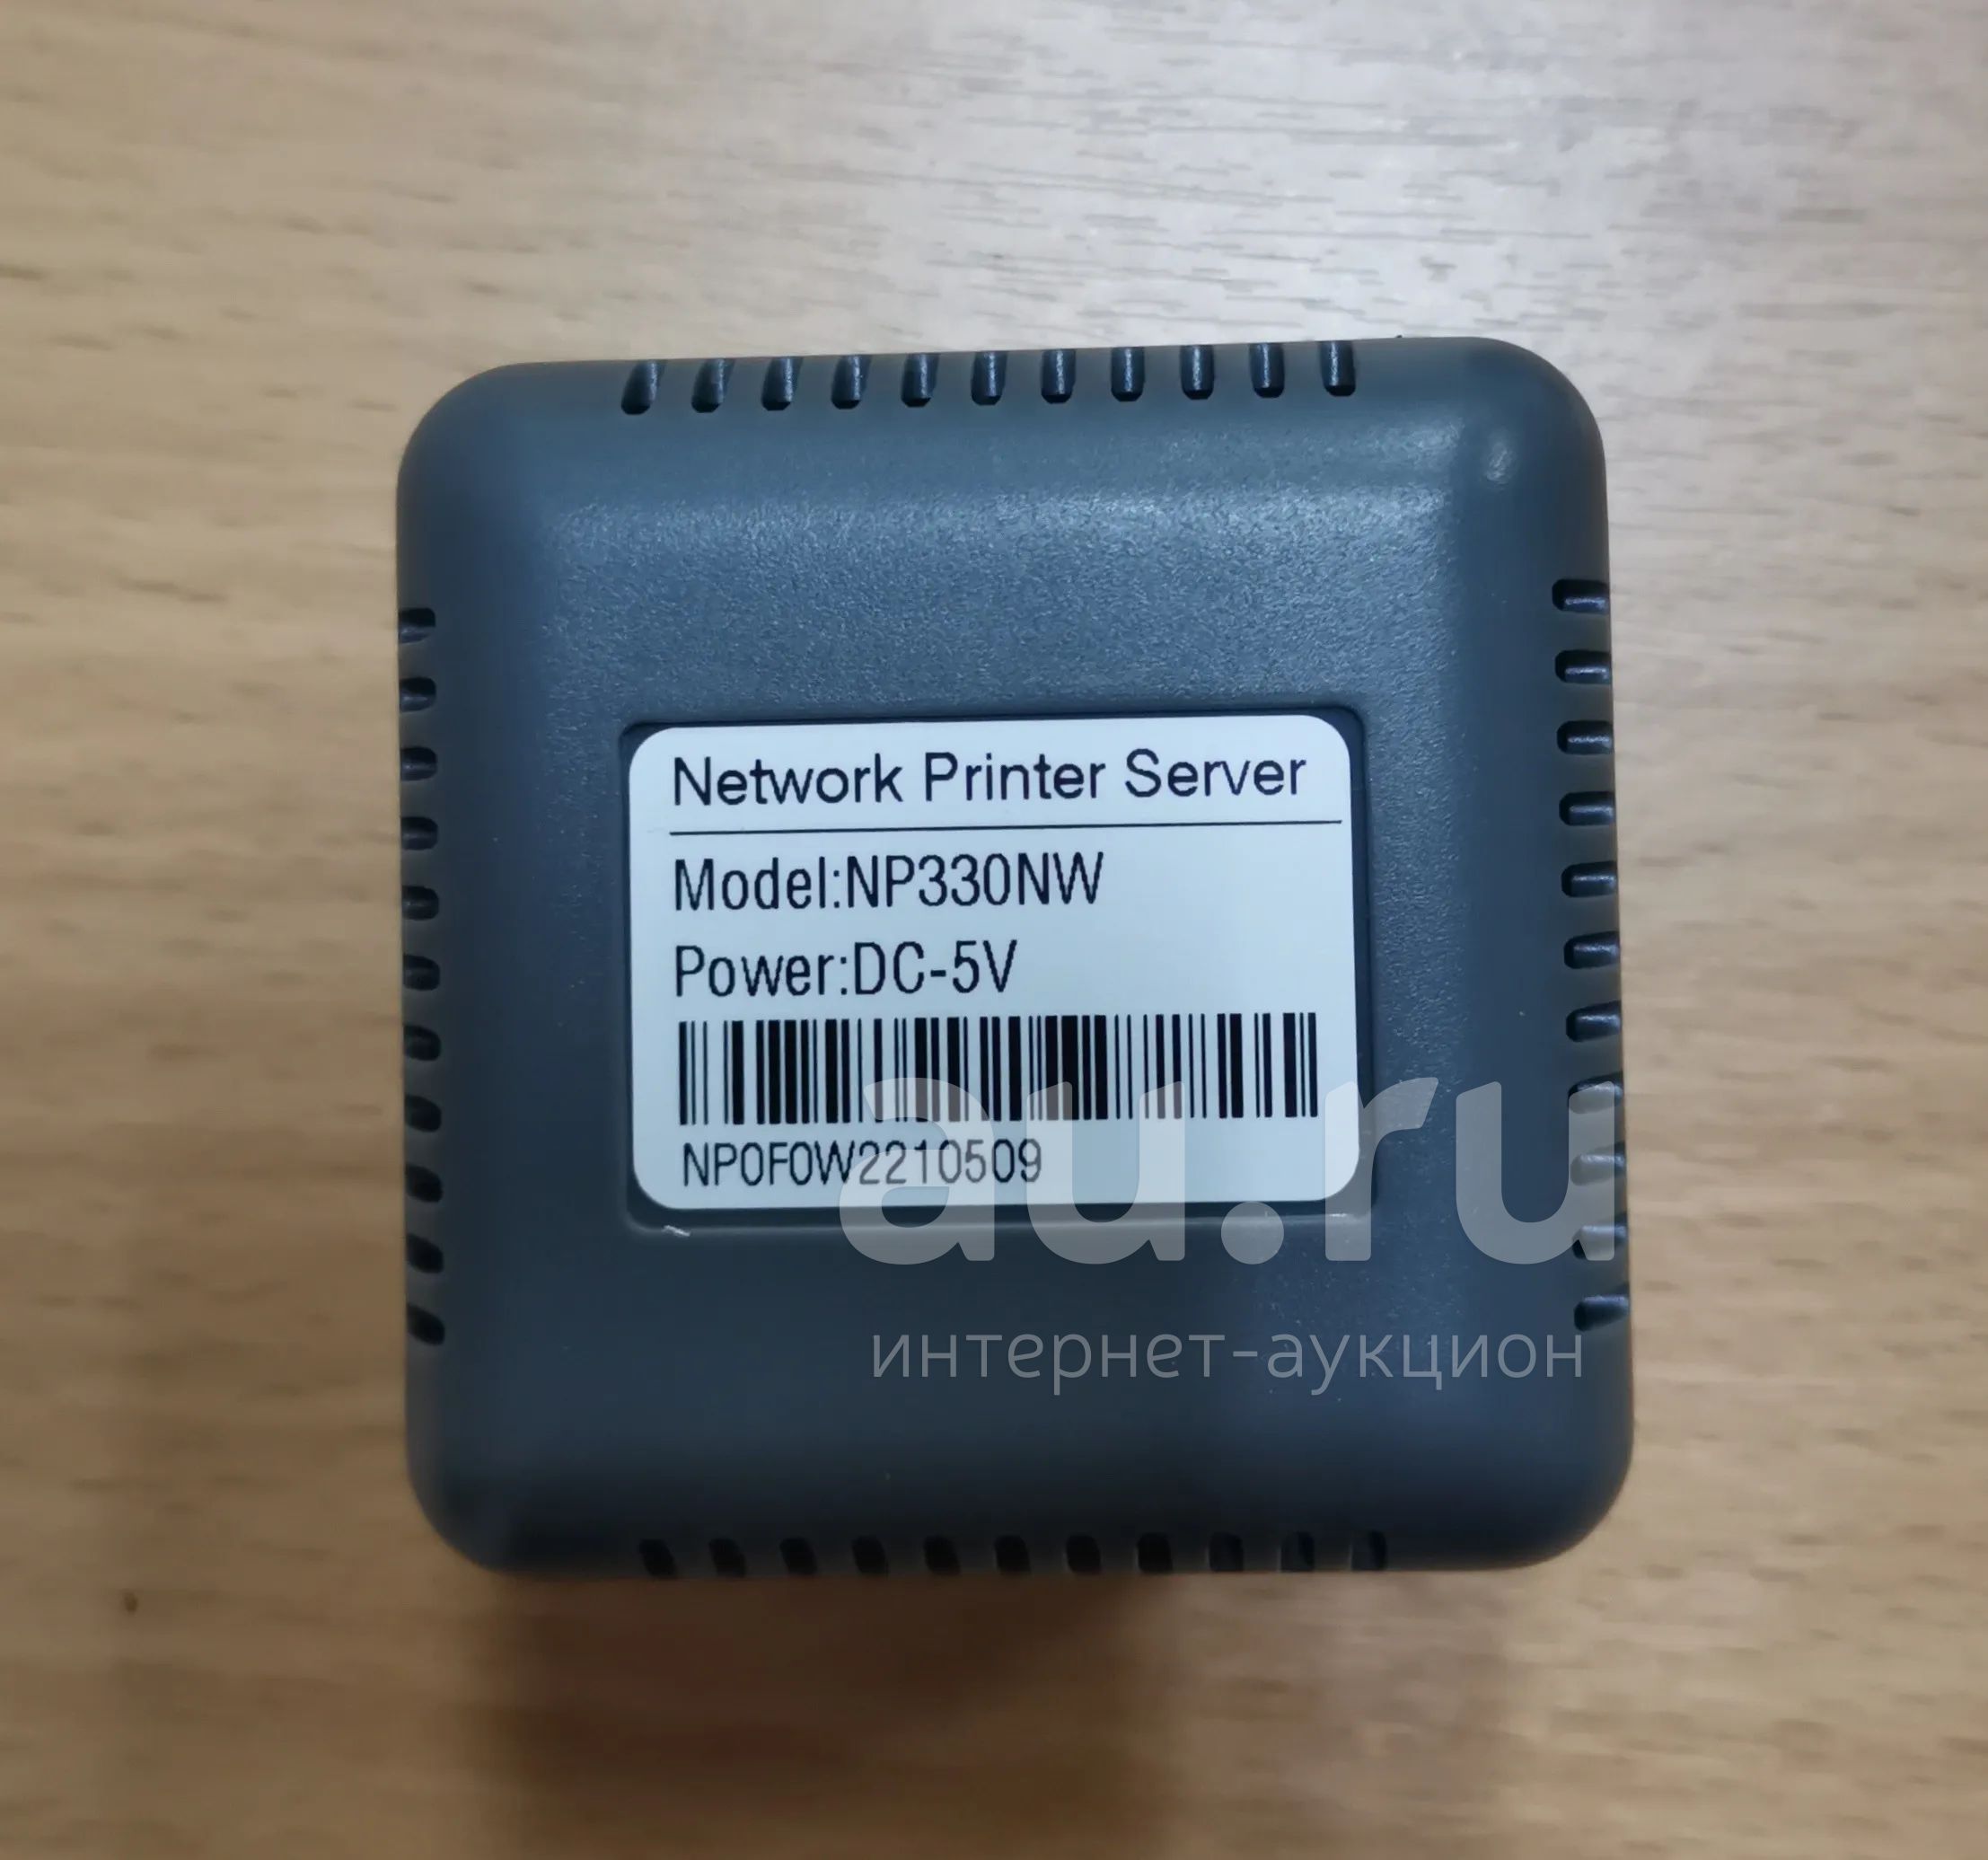 Network Printer Server
Model:NP330NW
Power:DC-5V
NP0F0W2210509
au.ru
интернет-аукцион